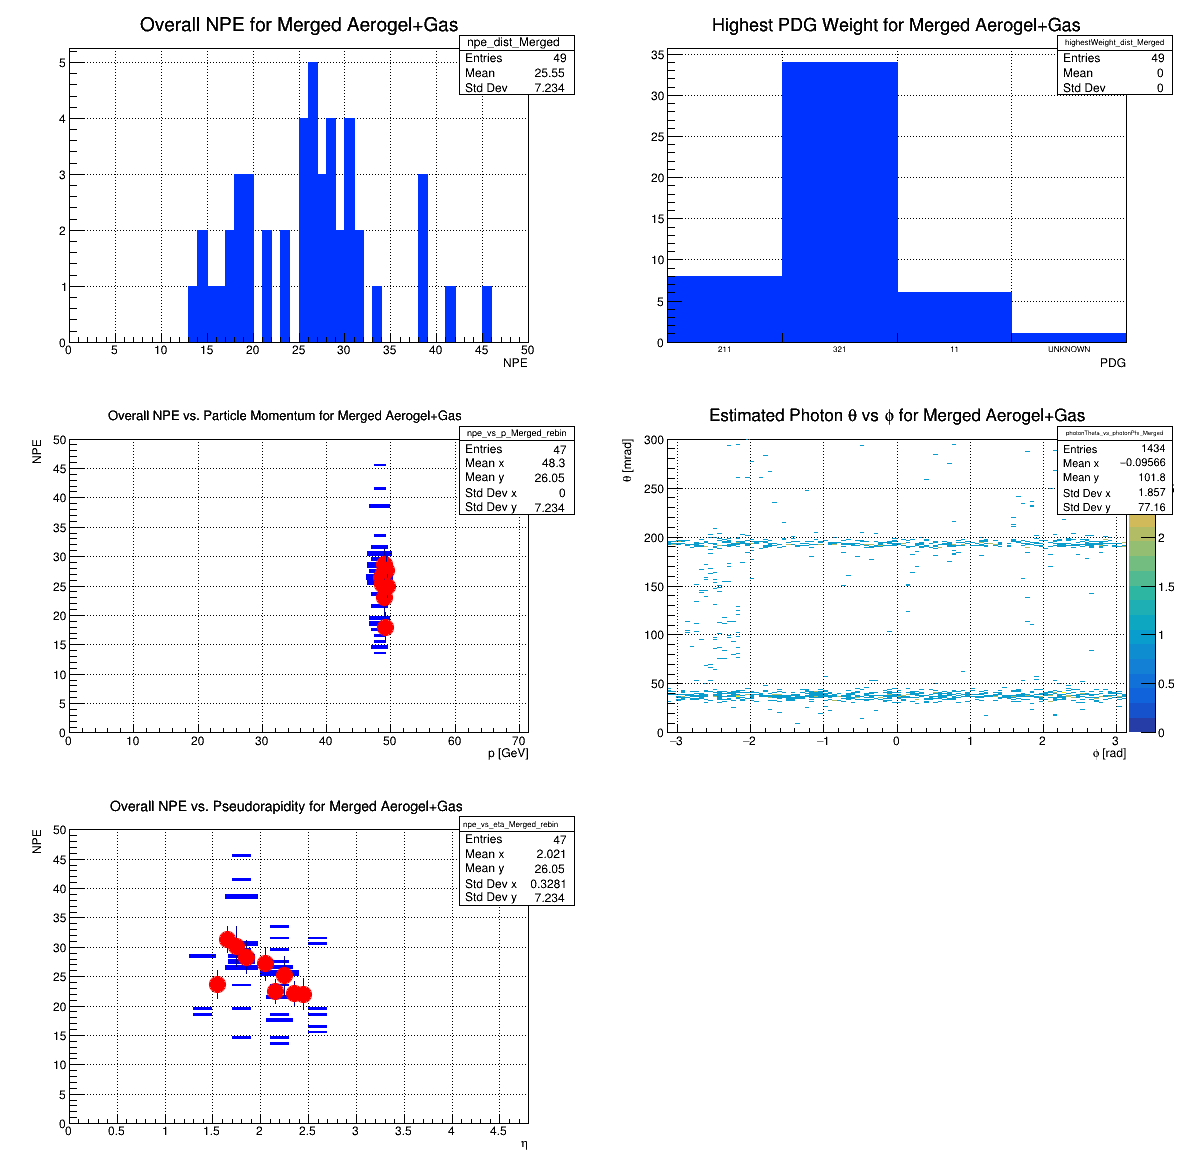 Overall NPE for Merged Aerogel+Gas
npe_dist_Merged
Entries 49
Mean 25.55
Std Dev 7.234
5
4
3
2
1
0
0 5 10 15 20 25 30 35 40 45 50
NPE
Highest PDG Weight for Merged Aerogel+Gas
highestWeight_dist_Merged
Entries 49
Mean 0
Std Dev 0
35
30
25
20
15
10
5
0
211 321 11 UNKNOWN
PDG
Overall NPE vs. Particle Momentum for Merged Aerogel+Gas
npe_vs_p_Merged_rebin
Entries 47
Mean x 48.3
Mean y 26.05
Std Dev x 0
Std Dev y 7.234
NPE
50
45
40
35
30
25
20
15
10
5
0
0 10 20 30 40 50 60 70
p [GeV]
Estimated Photon θ vs ϕ for Merged Aerogel+Gas
Entries 1434
Mean x −0.09566
Mean y 101.8
Std Dev x 1.857
Std Dev y 77.16
θ [mrad]
300
250
200
150
100
50
0
−3 −2 −1 0 1 2 3
ϕ [rad]
2
1.5
1
0.5
0
Overall NPE vs. Pseudorapidity for Merged Aerogel+Gas
npe_vs_eta_Merged_rebin
Entries 47
Mean x 2.021
Mean y 26.05
Std Dev x 0.3281
Std Dev y 7.234
NPE
50
45
40
35
30
25
20
15
10
5
0
0 0.5 1 1.5 2 2.5 3 3.5 4 4.5
η